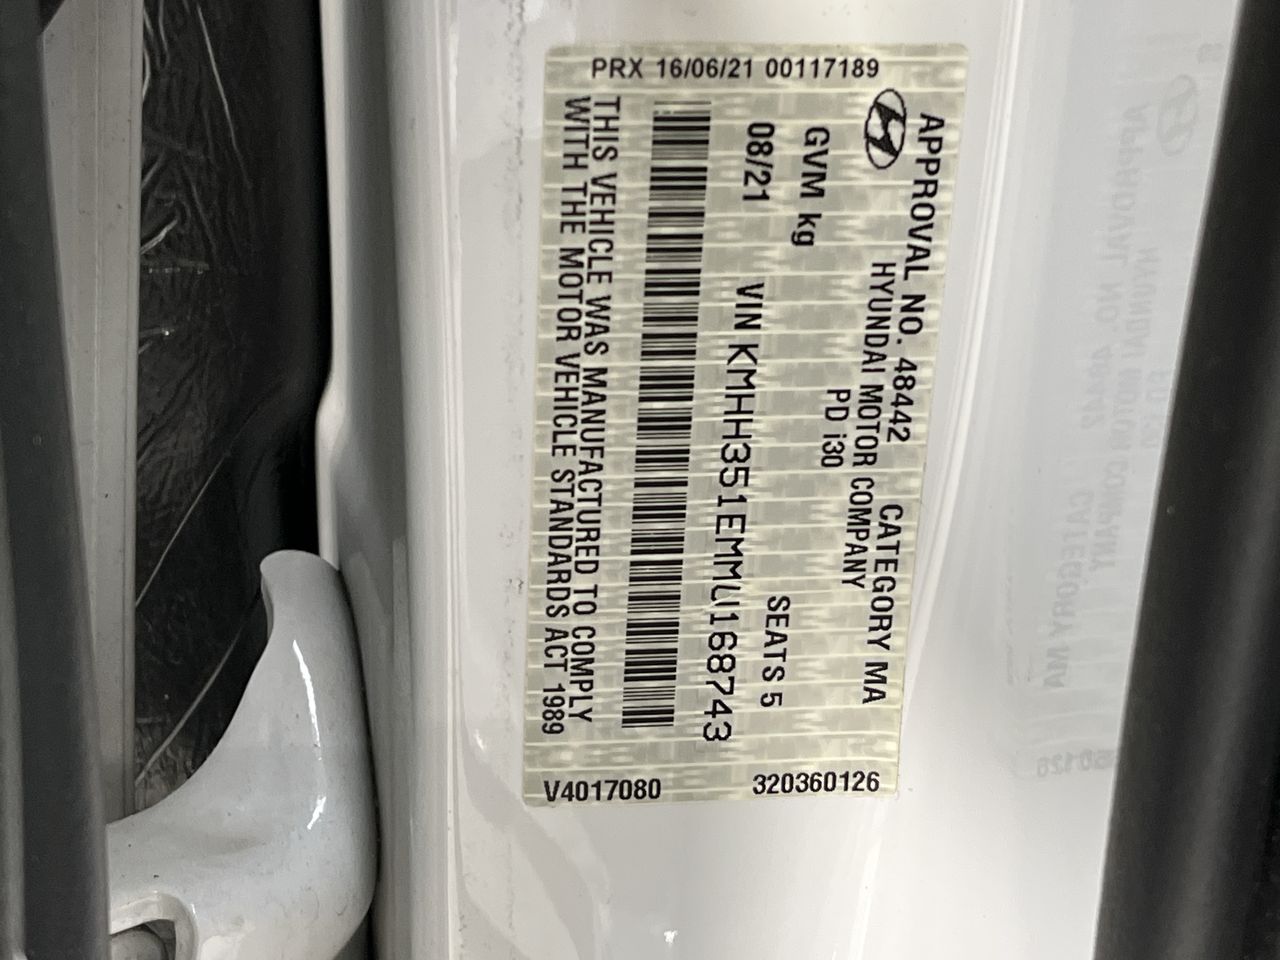 PRX 16/06/21 00117189
APPROVAL NO. 48442 CATEGORY MA
HYUNDAI MOTOR COMPANY
PD i30
GVM kg SEATS 5
08/21 VIN KMHH351EMMU168743
THIS VEHICLE WAS MANUFACTURED TO COMPLY
WITH THE MOTOR VEHICLE STANDARDS ACT 1989
V4017080 320360126